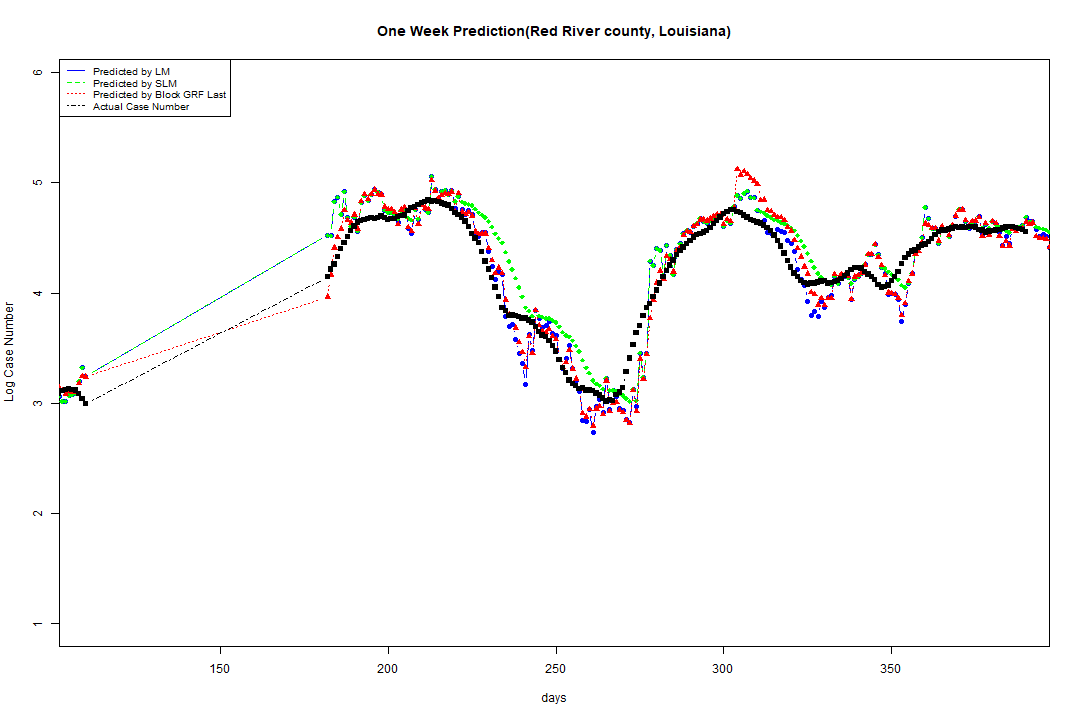 One Week Prediction(Red River county, Louisiana)
Predicted by LM
Predicted by SLM
Predicted by Block GRF Last
Actual Case Number
Log Case Number
6
5
4
3
2
1
150
200
250
300
350
days